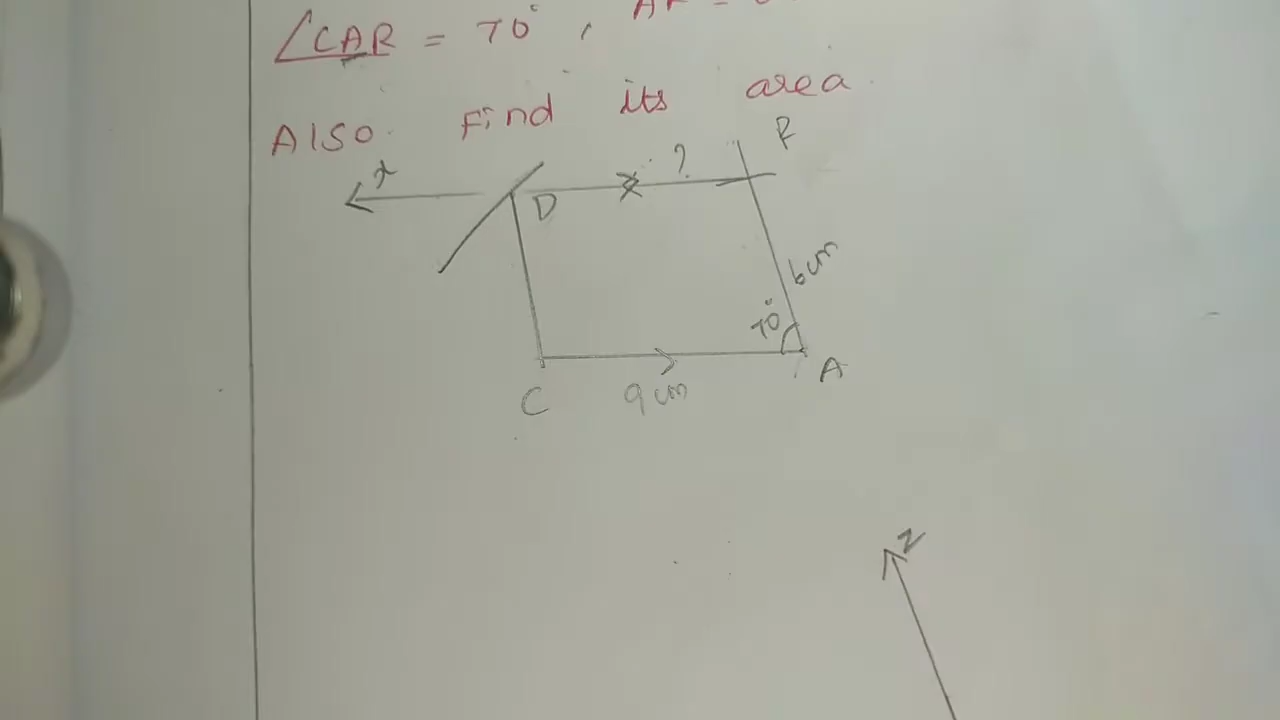 ∠CAR = 70°,
Also find its area.
R
x
?
D
6cm
70°
A
C
9cm
Z